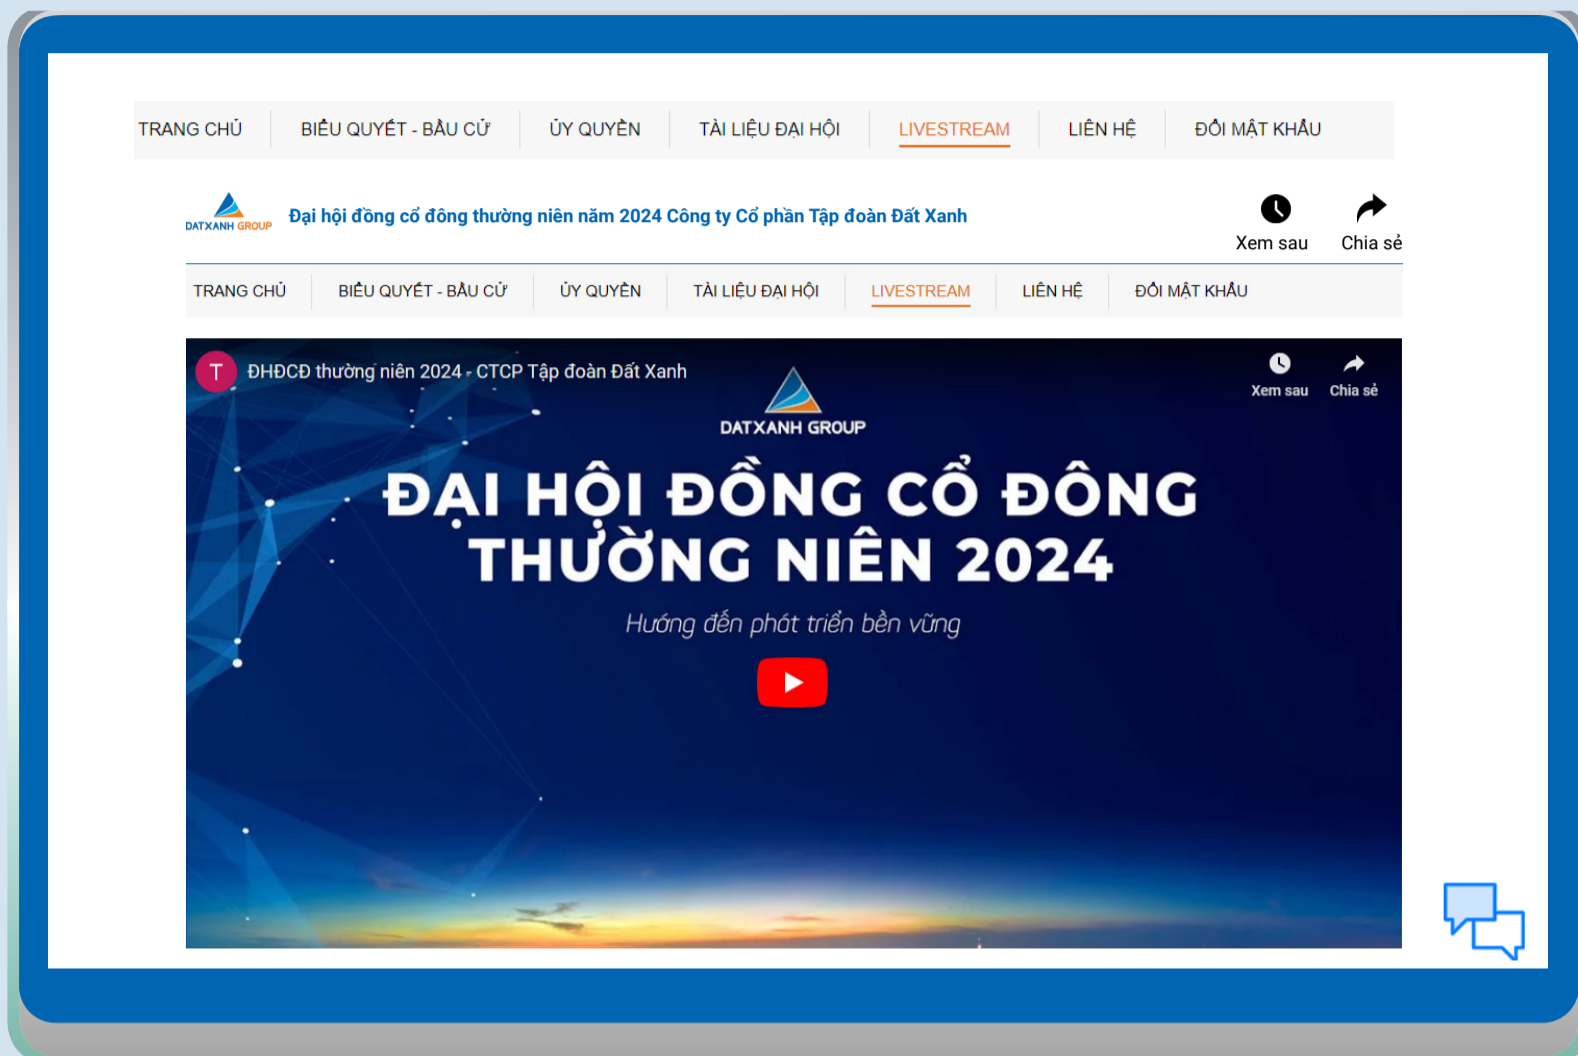 TRANG CHỦ BIỂU QUYẾT - BẦU CỬ ỦY QUYỀN TÀI LIỆU ĐẠI HỘI LIVESTREAM LIÊN HỆ ĐỔI MẬT KHẨU
DATXANH GROUP Đại hội đồng cổ đông thường niên năm 2024 Công ty Cổ phần Tập đoàn Đất Xanh
Xem sau Chia sẻ
TRANG CHỦ BIỂU QUYẾT - BẦU CỬ ỦY QUYỀN TÀI LIỆU ĐẠI HỘI LIVESTREAM LIÊN HỆ ĐỔI MẬT KHẨU
T ĐHĐCĐ thường niên 2024 - CTCP Tập đoàn Đất Xanh
Xem sau Chia sẻ
DATXANH GROUP
ĐẠI HỘI ĐỒNG CỔ ĐÔNG
THƯỜNG NIÊN 2024
Hướng đến phát triển bền vững